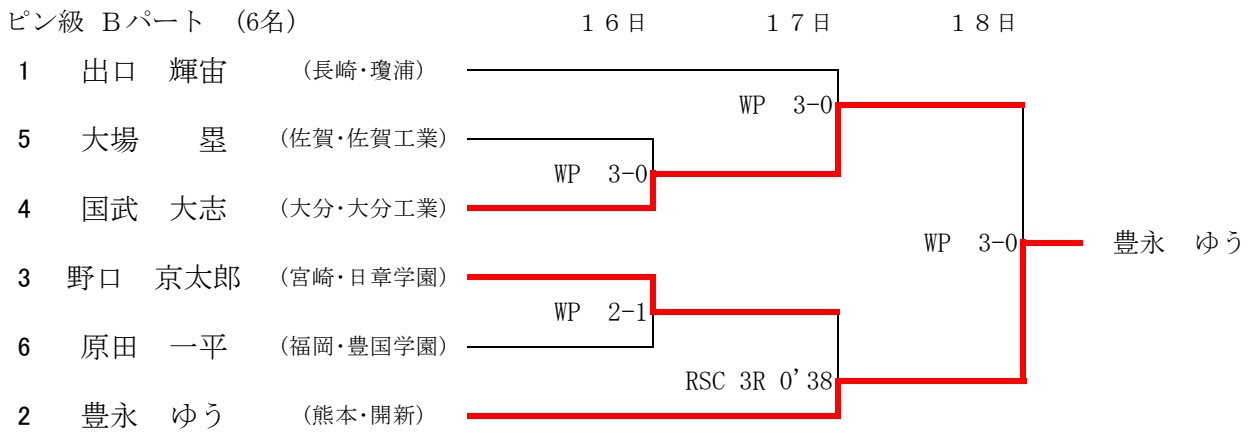 ピン級 Ｂパート (6名) １６日 １７日 １８日
1 出口 輝宙 (長崎・瓊浦)
WP 3-0
5 大場 塁 (佐賀・佐賀工業)
WP 3-0
4 国武 大志 (大分・大分工業)
WP 3-0 豊永 ゆう
3 野口 京太郎 (宮崎・日章学園)
WP 2-1
6 原田 一平 (福岡・豊国学園)
RSC 3R 0'38
2 豊永 ゆう (熊本・開新)